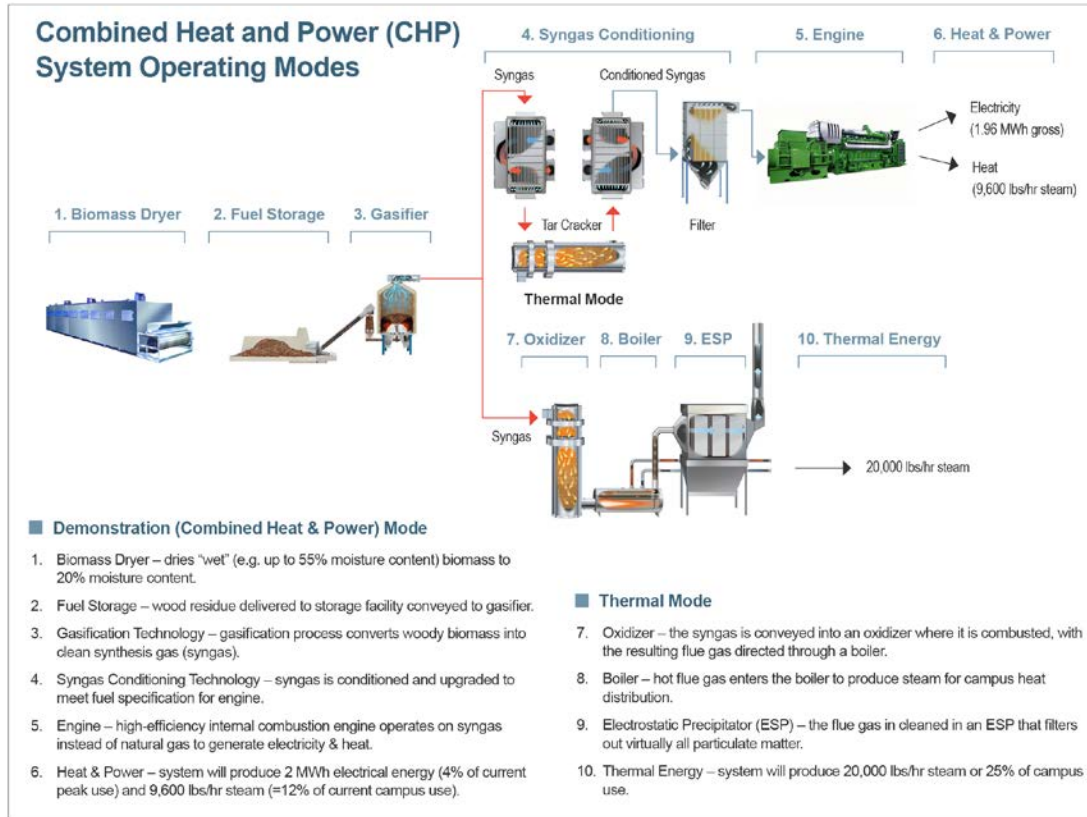 Combined Heat and Power (CHP)
System Operating Modes
4. Syngas Conditioning
5. Engine
6. Heat & Power
Syngas
Conditioned Syngas
Electricity
(1.96 MWh gross)
Heat
(9,600 lbs/hr steam)
1. Biomass Dryer
2. Fuel Storage
3. Gasifier
Tar Cracker
Filter
Thermal Mode
7. Oxidizer
8. Boiler
9. ESP
10. Thermal Energy
Syngas
20,000 lbs/hr steam
Demonstration (Combined Heat & Power) Mode
1. Biomass Dryer – dries “wet” (e.g. up to 55% moisture content) biomass to
20% moisture content.
2. Fuel Storage – wood residue delivered to storage facility conveyed to gasifier.
3. Gasification Technology – gasification process converts woody biomass into
clean synthesis gas (syngas).
4. Syngas Conditioning Technology – syngas is conditioned and upgraded to
meet fuel specification for engine.
5. Engine – high-efficiency internal combustion engine operates on syngas
instead of natural gas to generate electricity & heat.
6. Heat & Power – system will produce 2 MWh electrical energy (4% of current
peak use) and 9,600 lbs/hr steam (=12% of current campus use).
Thermal Mode
7. Oxidizer – the syngas is conveyed into an oxidizer where it is combusted, with
the resulting flue gas directed through a boiler.
8. Boiler – hot flue gas enters the boiler to produce steam for campus heat
distribution.
9. Electrostatic Precipitator (ESP) – the flue gas in cleaned in an ESP that filters
out virtually all particulate matter.
10. Thermal Energy – system will produce 20,000 lbs/hr steam or 25% of campus
use.